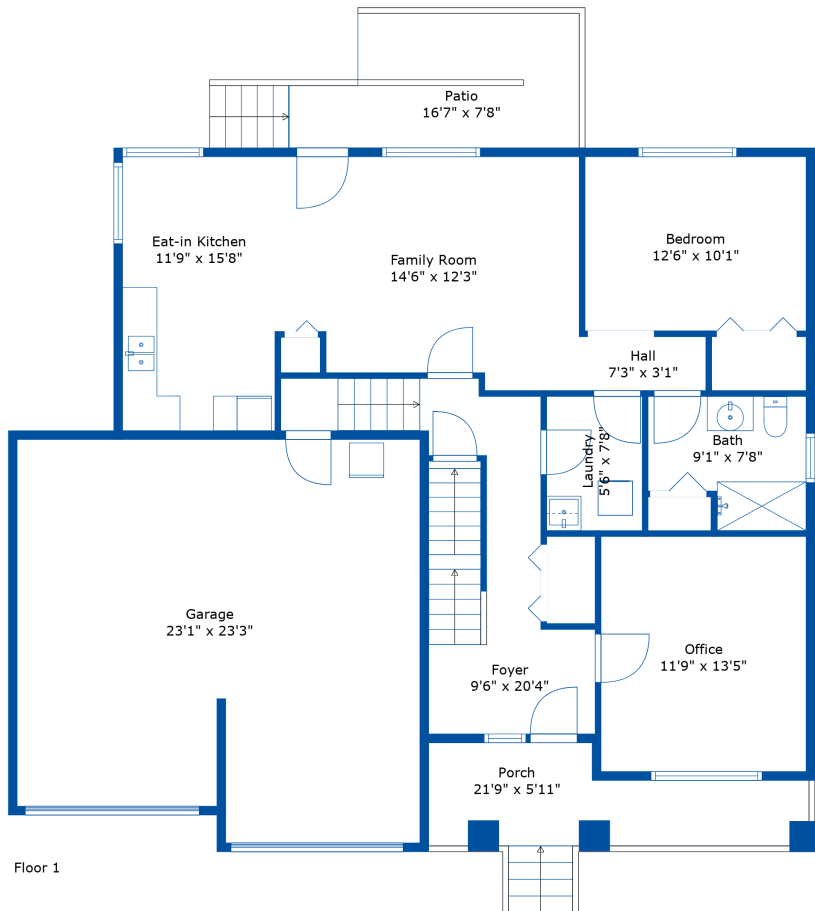 Patio
16'7" x 7'8"
Eat-in Kitchen
11'9" x 15'8"
Family Room
14'6" x 12'3"
Bedroom
12'6" x 10'1"
Hall
7'3" x 3'1"
Laundry
5'6" x 7'8"
Bath
9'1" x 7'8"
Garage
23'1" x 23'3"
Foyer
9'6" x 20'4"
Office
11'9" x 13'5"
Porch
21'9" x 5'11"
Floor 1